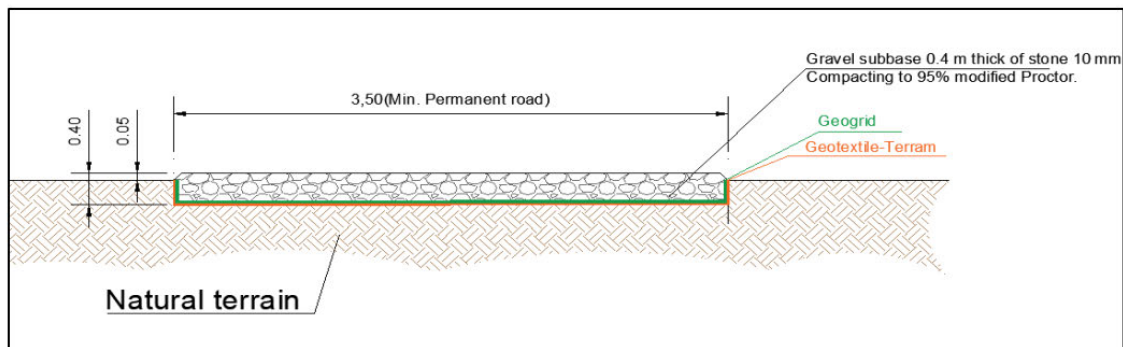 Gravel subbase 0.4 m thick of stone 10 mm
Compacting to 95% modified Proctor.
3,50(Min. Permanent road)
0.40
0.05
Geogrid
Geotextile-Terram
Natural terrain